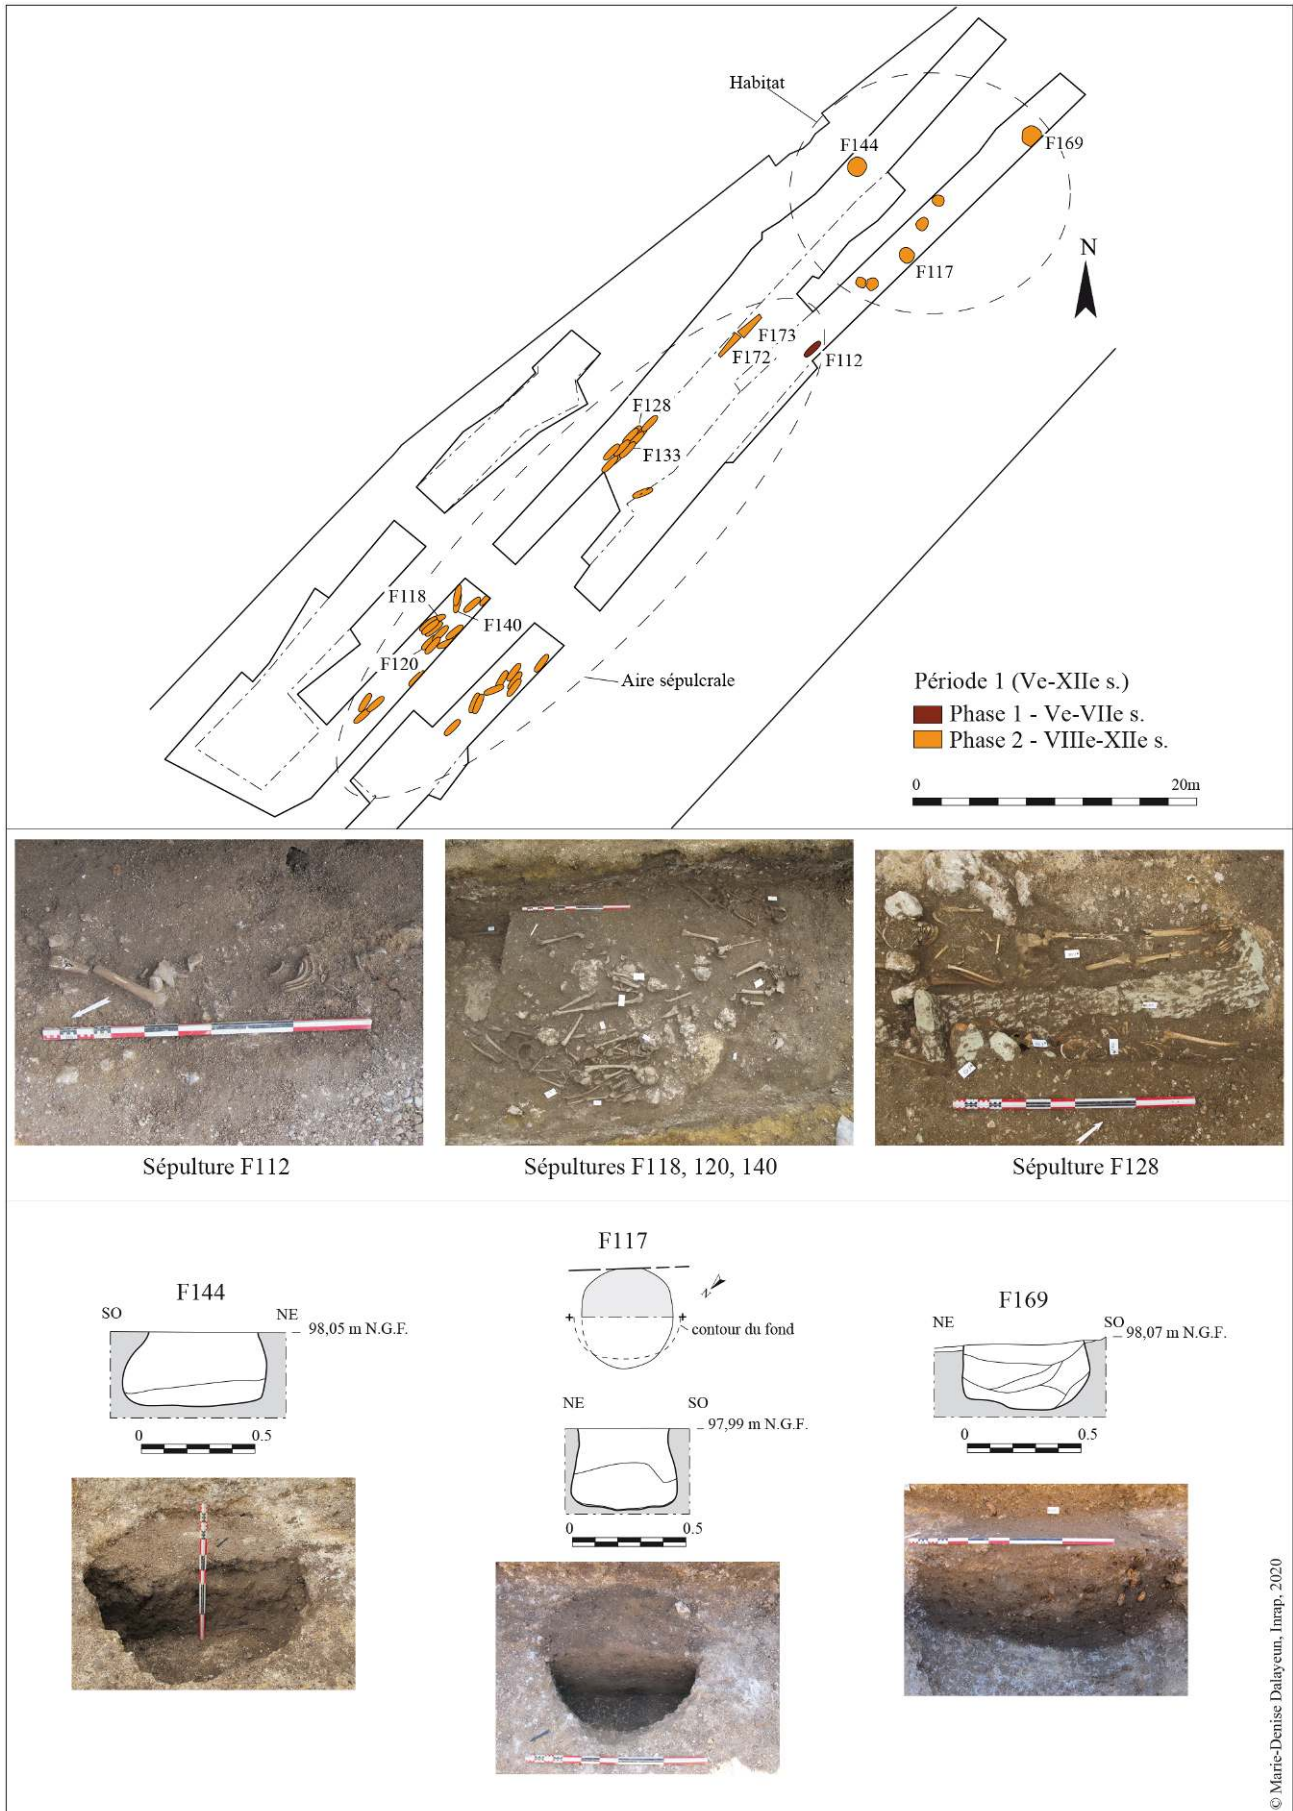 Habitat
F144
F169
N
F117
F173
F172
F112
F128
F133
F118
F140
F120
Aire sépulcrale
Période 1 (Ve-XIIe s.)
Phase 1 - Ve-VIIe s.
Phase 2 - VIIIe-XIIe s.
0 20m
Sépulture F112
Sépultures F118, 120, 140
Sépulture F128
F144
SO NE
98,05 m N.G.F.
0 0.5
F117
N
contour du fond
NE SO
97,99 m N.G.F.
0 0.5
F169
NE SO
98,07 m N.G.F.
0 0.5
© Marie-Denise Dalayeun, Inrap, 2020